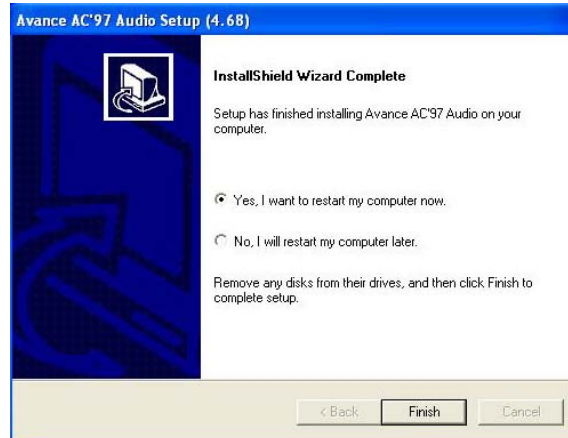 Avance AC'97 Audio Setup (4.68)
InstallShield Wizard Complete
Setup has finished installing Avance AC'97 Audio on your
computer.
Yes, I want to restart my computer now.
No, I will restart my computer later.
Remove any disks from their drives, and then click Finish to
complete setup.
< Back
Finish
Cancel